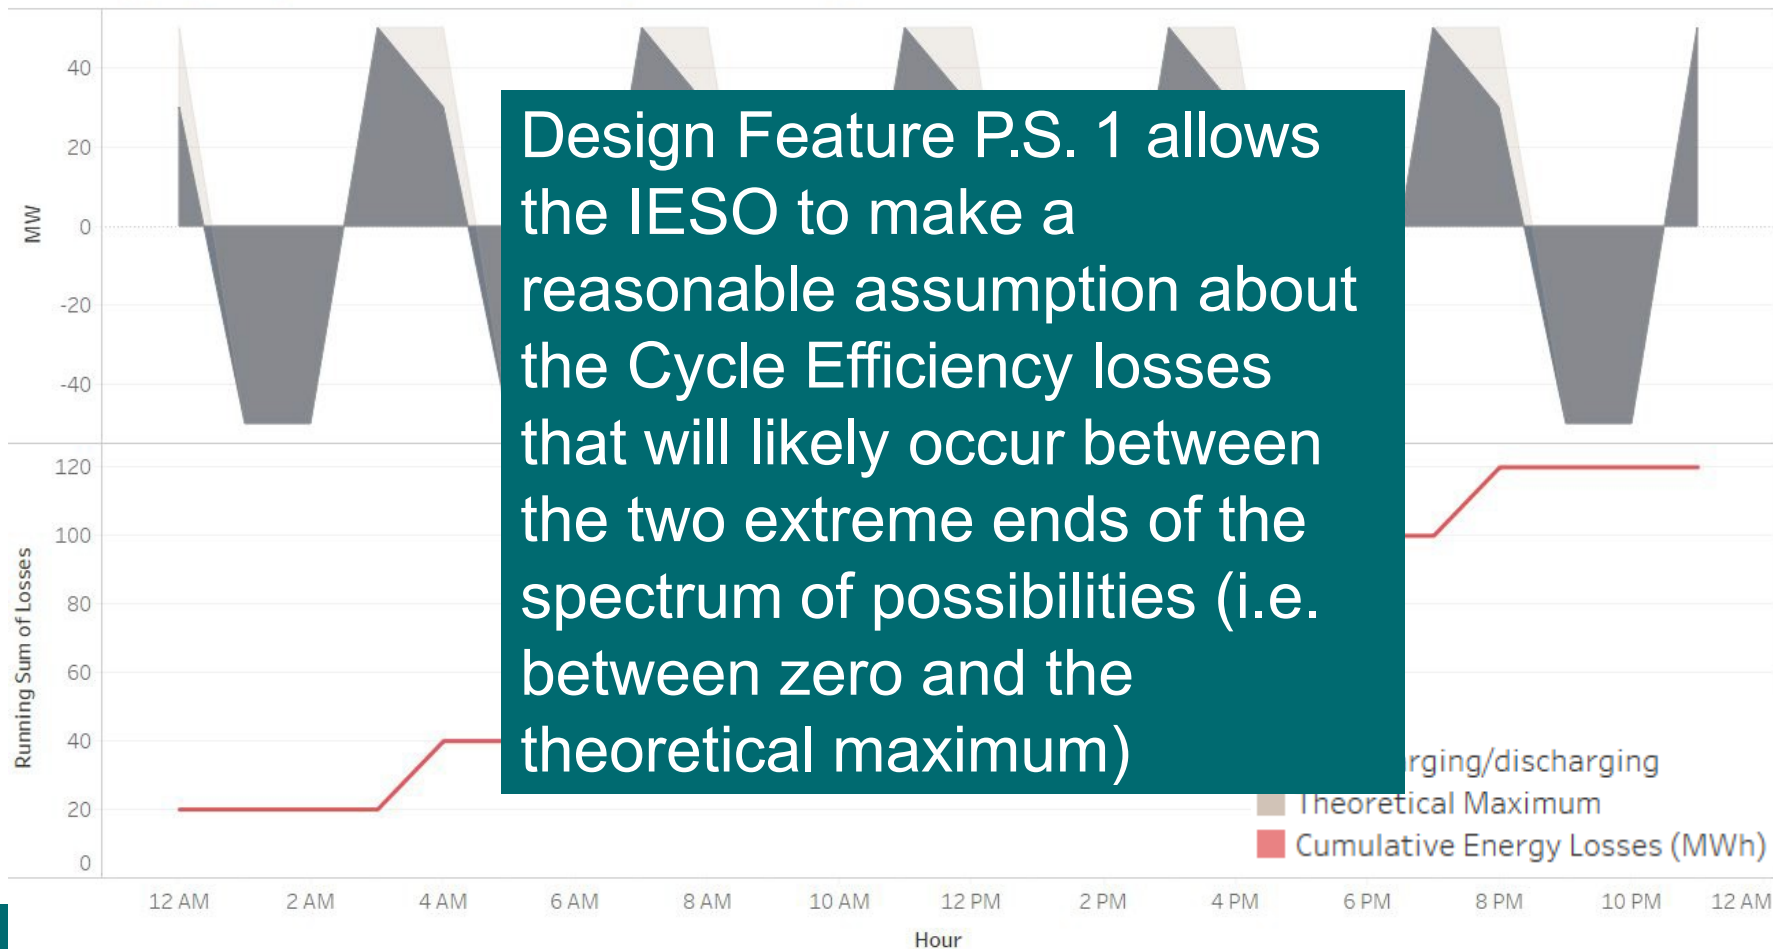 40
20
0
-20
-40
MW
Design Feature P.S. 1 allows
the IESO to make a
reasonable assumption about
the Cycle Efficiency losses
that will likely occur between
the two extreme ends of the
spectrum of possibilities (i.e.
between zero and the
theoretical maximum)
120
100
80
60
40
20
0
Running Sum of Losses
rging/discharging
Theoretical Maximum
Cumulative Energy Losses (MWh)
12 AM 2 AM 4 AM 6 AM 8 AM 10 AM 12 PM 2 PM 4 PM 6 PM 8 PM 10 PM 12 AM
Hour